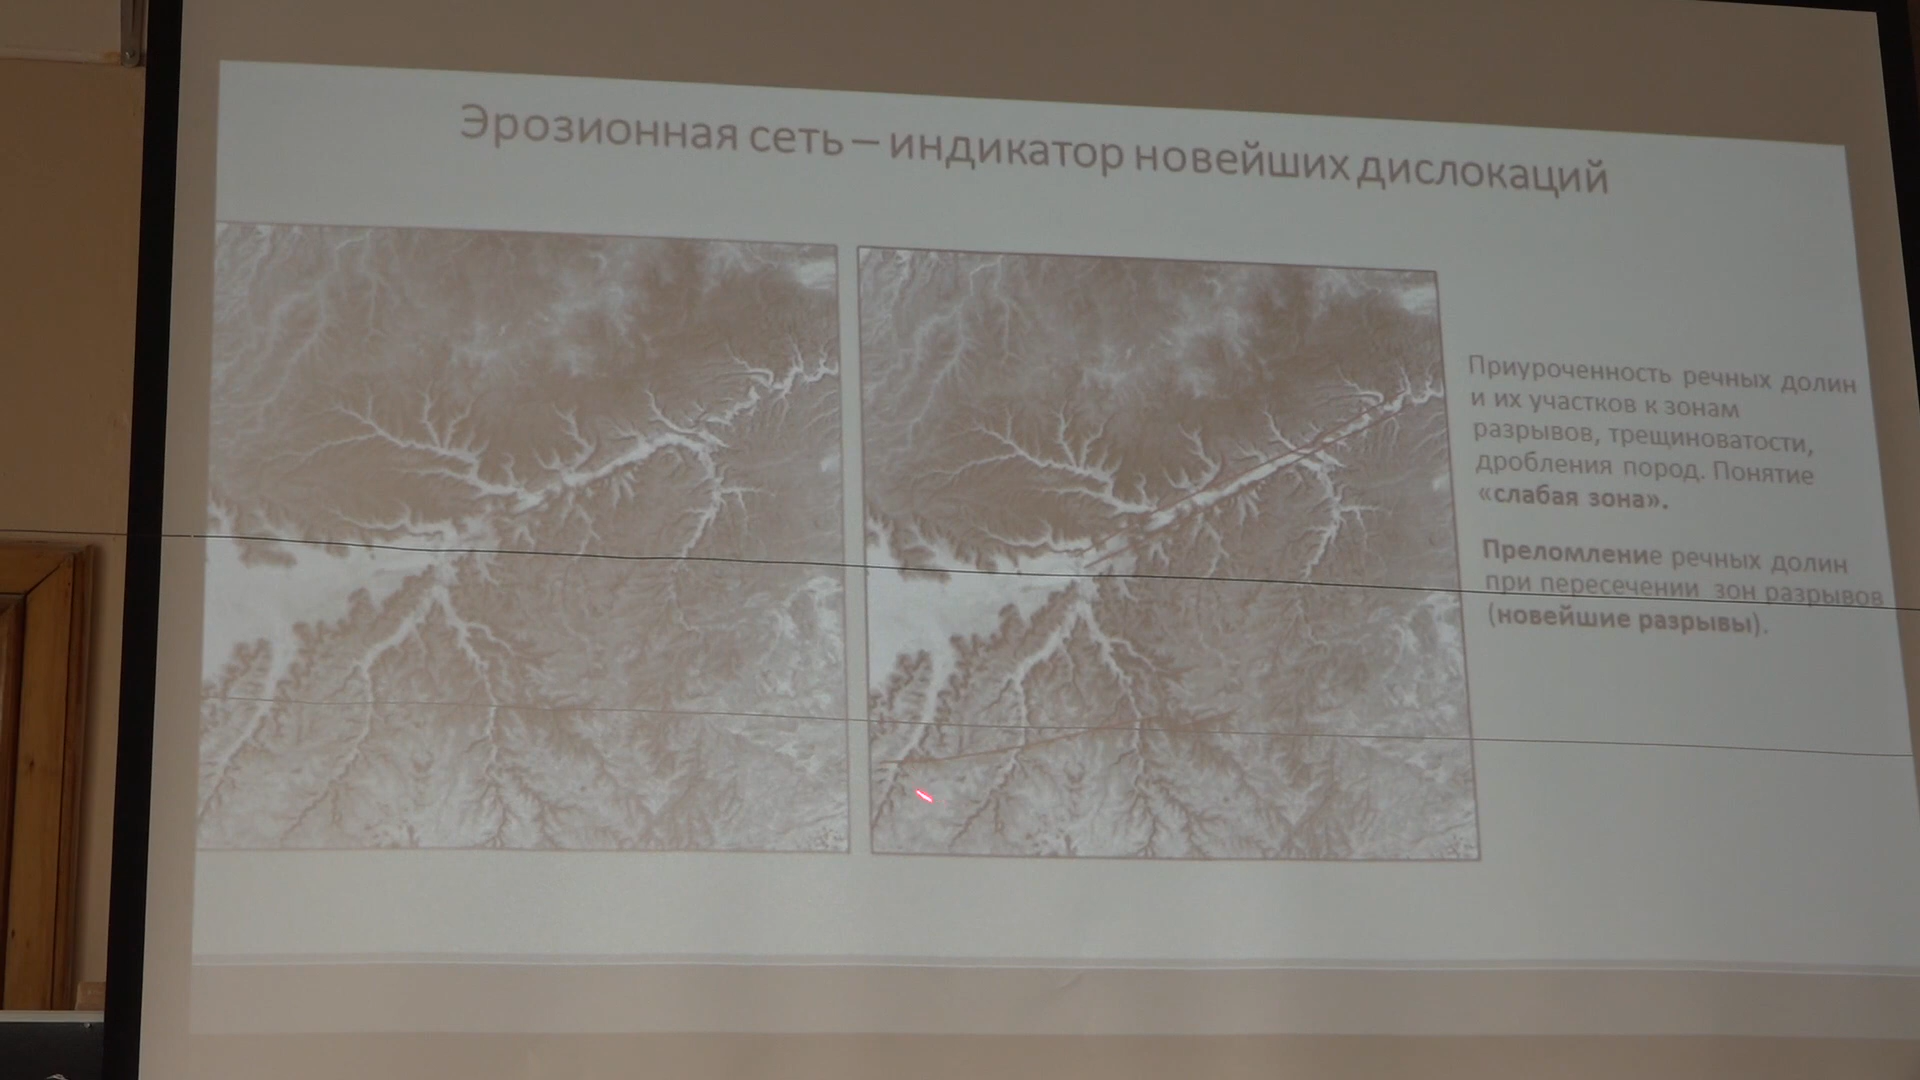 Эрозионная сеть – индикатор новейших дислокаций
Приуроченность речных долин
и их участков к зонам
разрывов, трещиноватости,
дробления пород. Понятие
«слабая зона».
Преломление речных долин
при пересечении зон разрывов
(новейшие разрывы).